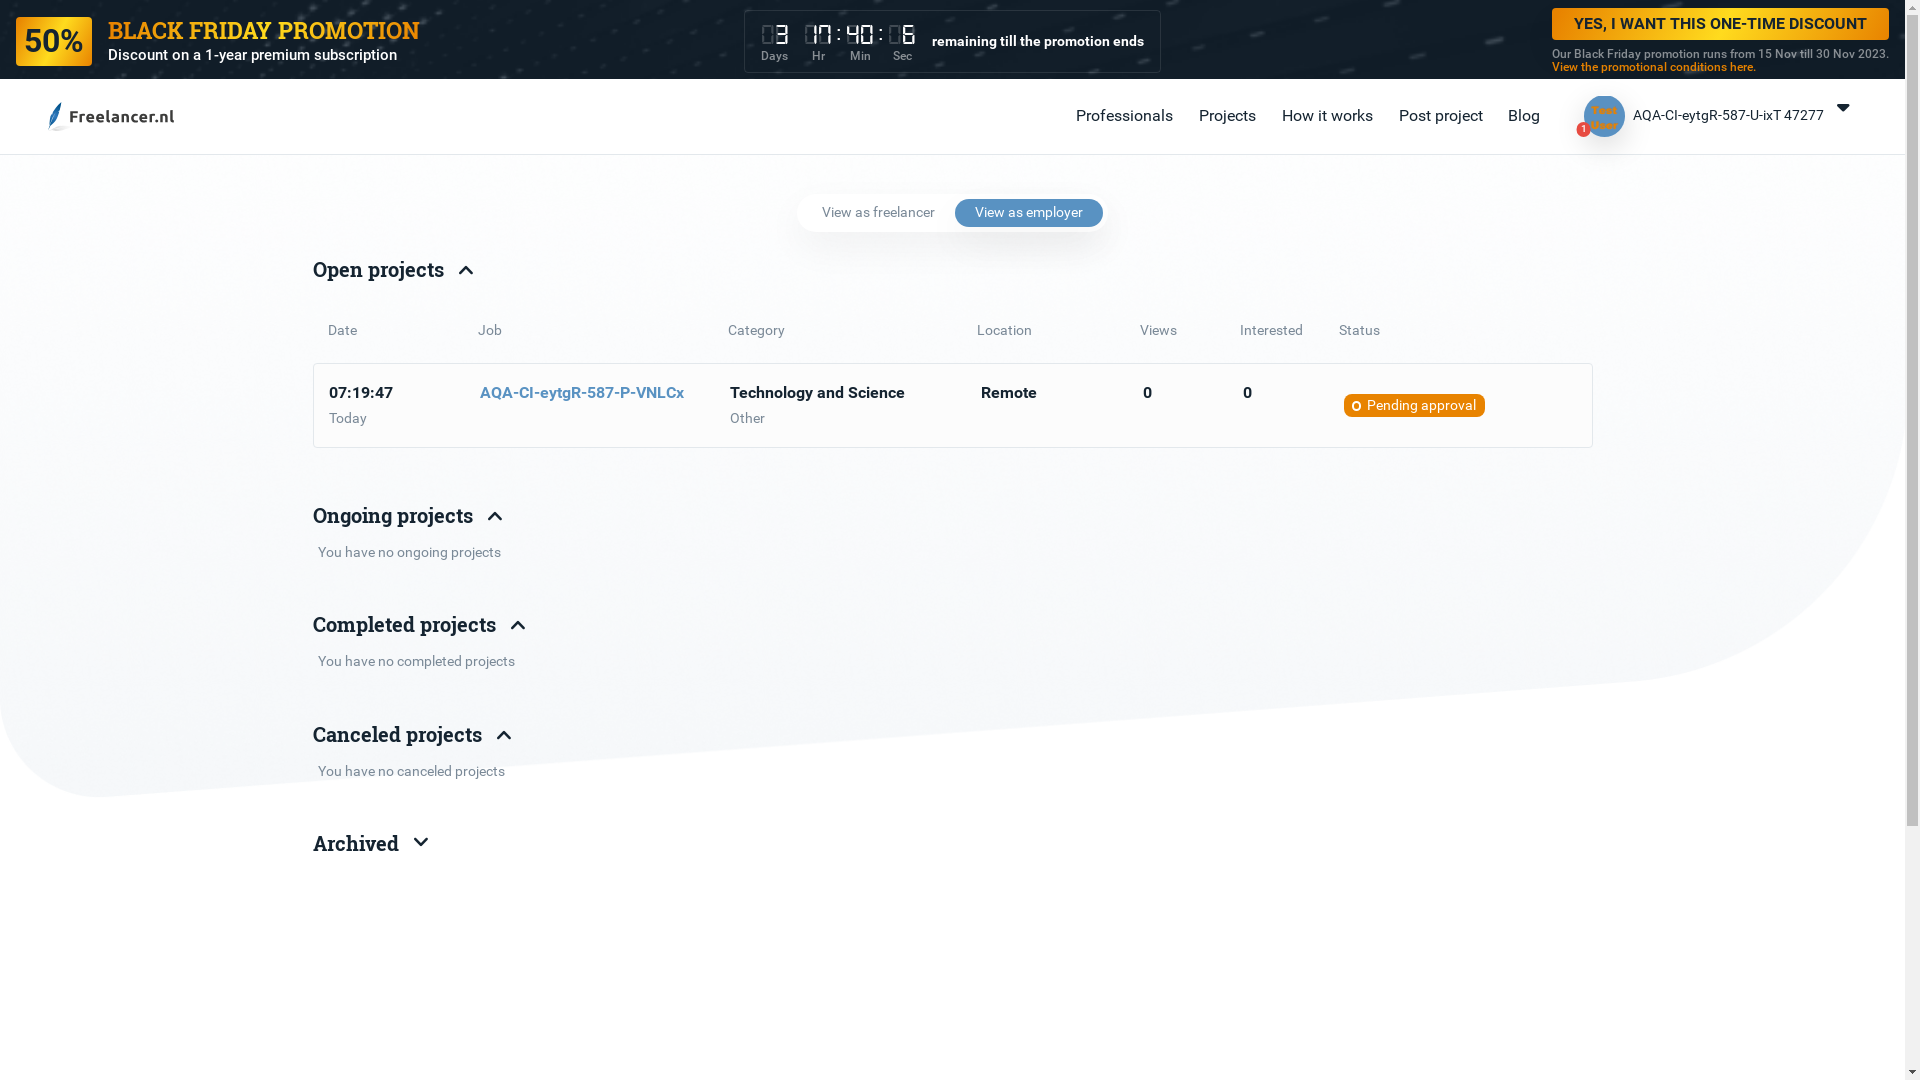 50%
BLACK FRIDAY PROMOTION
Discount on a 1-year premium subscription
3 17:40:6
Days Hr Min Sec
remaining till the promotion ends
YES, I WANT THIS ONE-TIME DISCOUNT
Our Black Friday promotion runs from 15 Nov till 30 Nov 2023.
View the promotional conditions here.
Freelancer.nl
Professionals Projects How it works Post project Blog
Test
User
1
AQA-CI-eytgR-587-U-ixT 47277
View as freelancer View as employer
Open projects
Date Job Category Location Views Interested Status
07:19:47 AQA-CI-eytgR-587-P-VNLCx Technology and Science Remote 0 0 Pending approval
Today Other
Ongoing projects
You have no ongoing projects
Completed projects
You have no completed projects
Canceled projects
You have no canceled projects
Archived